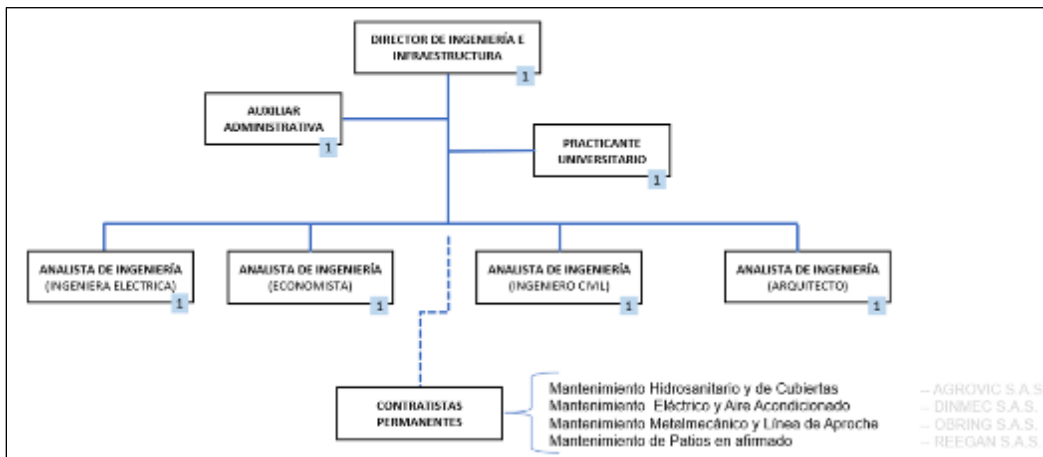 DIRECTOR DE INGENIERÍA E
INFRAESTRUCTURA
1
AUXILIAR
ADMINISTRATIVA
1
PRACTICANTE
UNIVERSITARIO
1
ANALISTA DE INGENIERÍA
(INGENIERA ELECTRICA)
1
ANALISTA DE INGENIERÍA
(ECONOMISTA)
1
ANALISTA DE INGENIERÍA
(INGENIERO CIVIL)
1
ANALISTA DE INGENIERÍA
(ARQUITECTO)
1
CONTRATISTAS
PERMANENTES
Mantenimiento Hidrosanitario y de Cubiertas -- AGROVIC S.A.S
Mantenimiento Eléctrico y Aire Acondicionado -- DINMEC S.A.S.
Mantenimiento Metalmecánico y Línea de Aproche -- OBRING S.A.S.
Mantenimiento de Patios en afirmado -- REEGAN S.A.S.